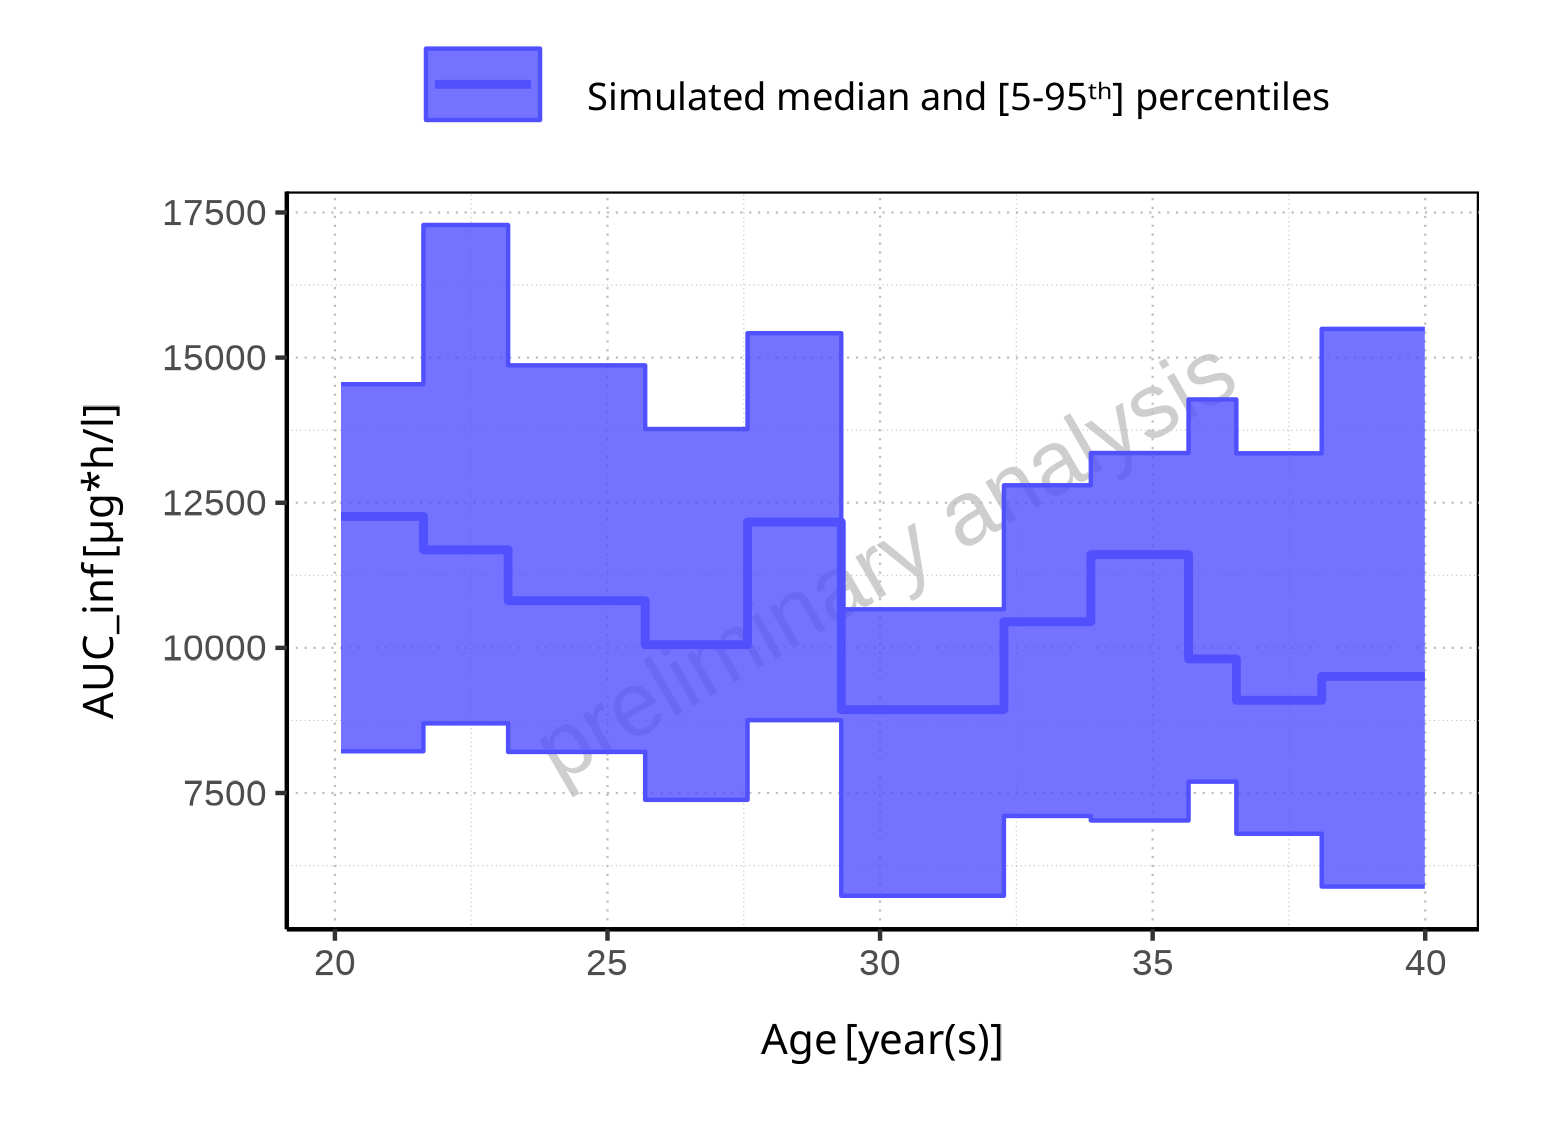 Simulated median and [5-95ᵗʰ] percentiles
17500
15000
12500
10000
7500
AUC_inf [µg*h/l]
preliminary analysis
20 25 30 35 40
Age [year(s)]